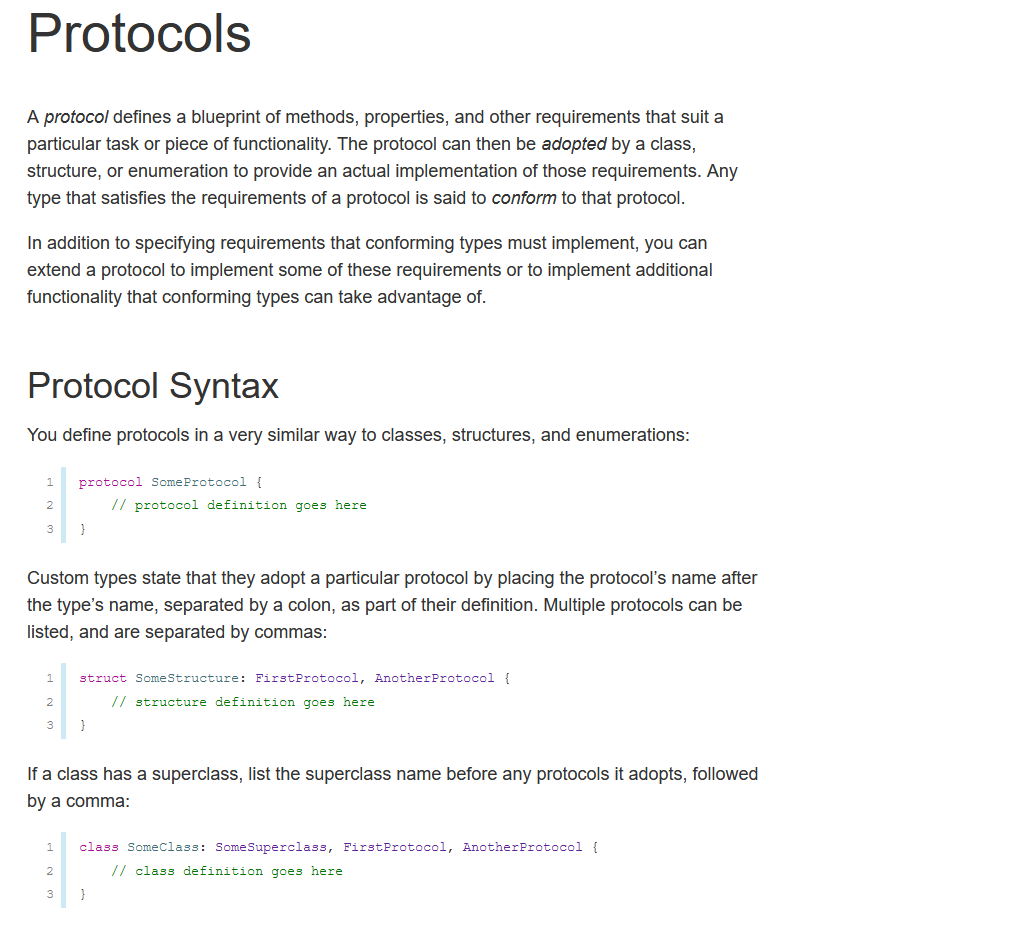 Protocols
A protocol defines a blueprint of methods, properties, and other requirements that suit a
particular task or piece of functionality. The protocol can then be adopted by a class,
structure, or enumeration to provide an actual implementation of those requirements. Any
type that satisfies the requirements of a protocol is said to conform to that protocol.
In addition to specifying requirements that conforming types must implement, you can
extend a protocol to implement some of these requirements or to implement additional
functionality that conforming types can take advantage of.
Protocol Syntax
You define protocols in a very similar way to classes, structures, and enumerations:
1 protocol SomeProtocol {
2     // protocol definition goes here
3 }
Custom types state that they adopt a particular protocol by placing the protocol’s name after
the type’s name, separated by a colon, as part of their definition. Multiple protocols can be
listed, and are separated by commas:
1 struct SomeStructure: FirstProtocol, AnotherProtocol {
2     // structure definition goes here
3 }
If a class has a superclass, list the superclass name before any protocols it adopts, followed
by a comma:
1 class SomeClass: SomeSuperclass, FirstProtocol, AnotherProtocol {
2     // class definition goes here
3 }